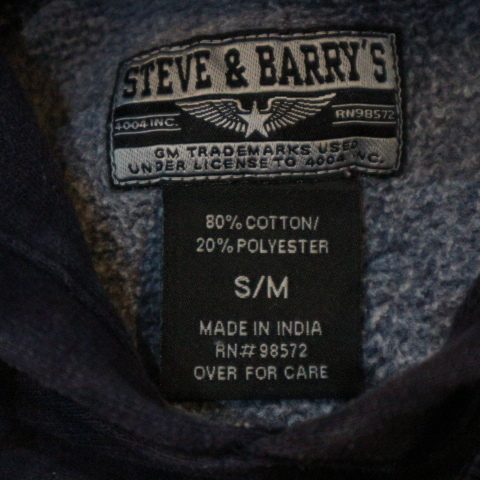 STEVE & BARRY'S
4004 INC. RN98572
GM TRADEMARKS USED
UNDER LICENSE TO 4004 INC.
80% COTTON/
20% POLYESTER
S/M
MADE IN INDIA
RN# 98572
OVER FOR CARE